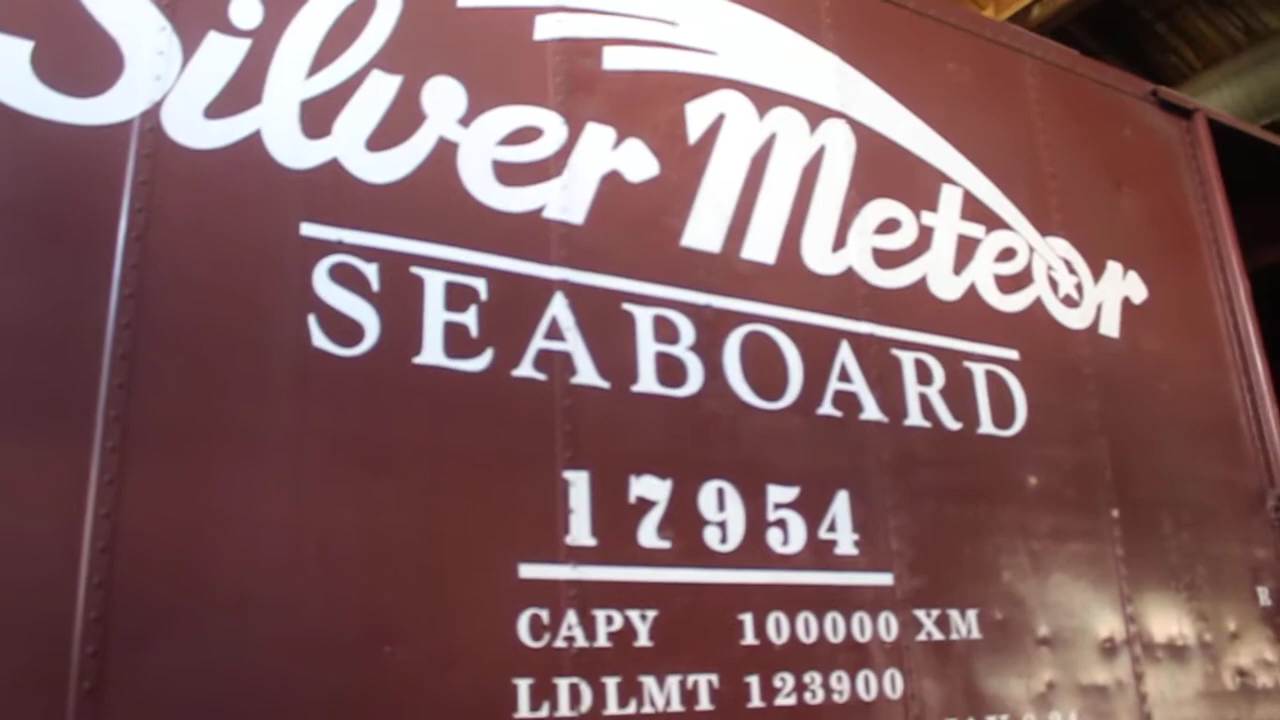 Silver Meteor
SEABOARD
17954
CAPY 100000 XM
LDLMT 123900
R